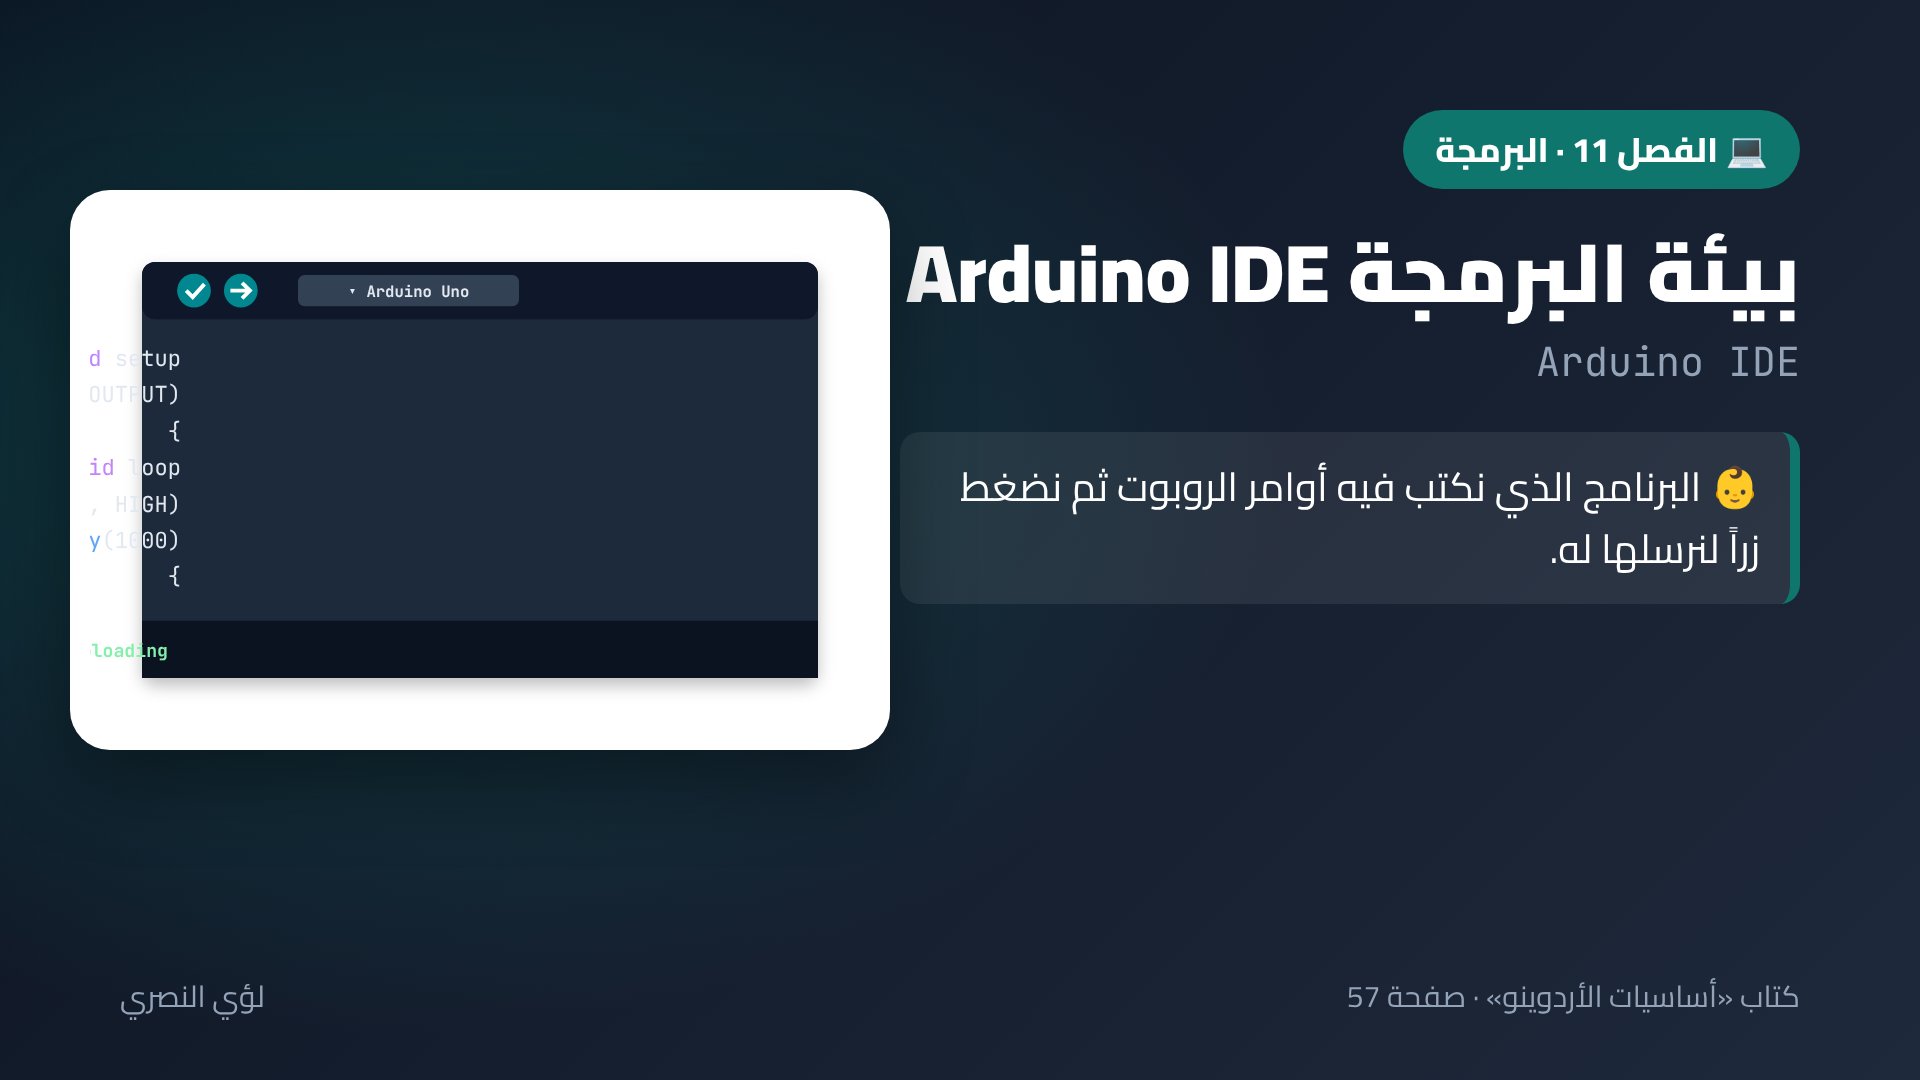 💻 الفصل 11 · البرمجة
بيئة البرمجة Arduino IDE
Arduino IDE
👶 البرنامج الذي نكتب فيه أوامر الروبوت ثم نضغط
زراً لنرسلها له.
▾ Arduino Uno
d setup
OUTPUT)
{
id loop
, HIGH)
y(1000)
{
loading
كتاب «أساسيات الأردوينو» · صفحة 57
لؤي النصري